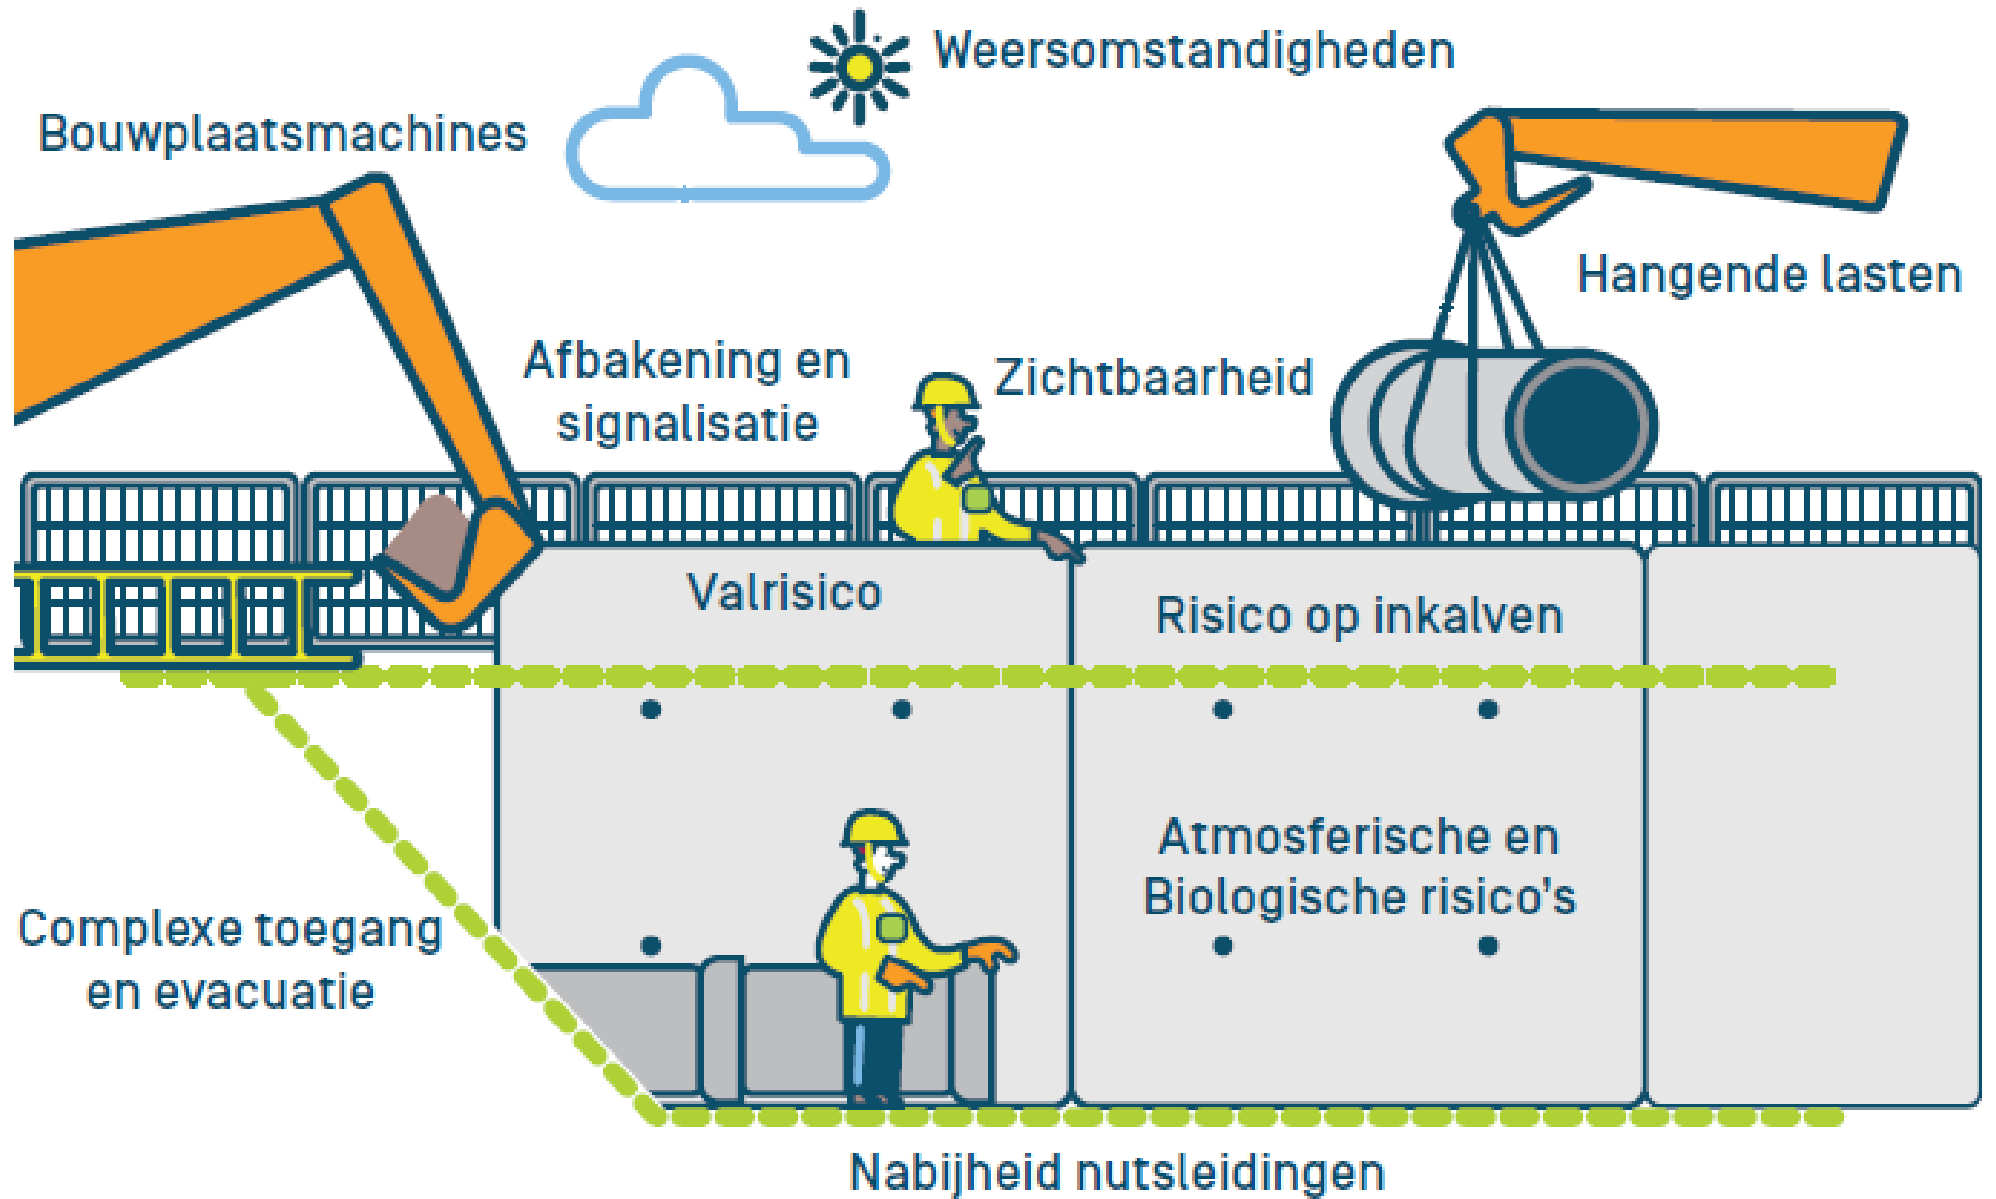 Weersomstandigheden
Bouwplaatsmachines
Hangende lasten
Afbakening en
signalisatie
Zichtbaarheid
Valrisico
Risico op inkalven
Atmosferische en
Biologische risico's
Complexe toegang
en evacuatie
Nabijheid nutsleidingen